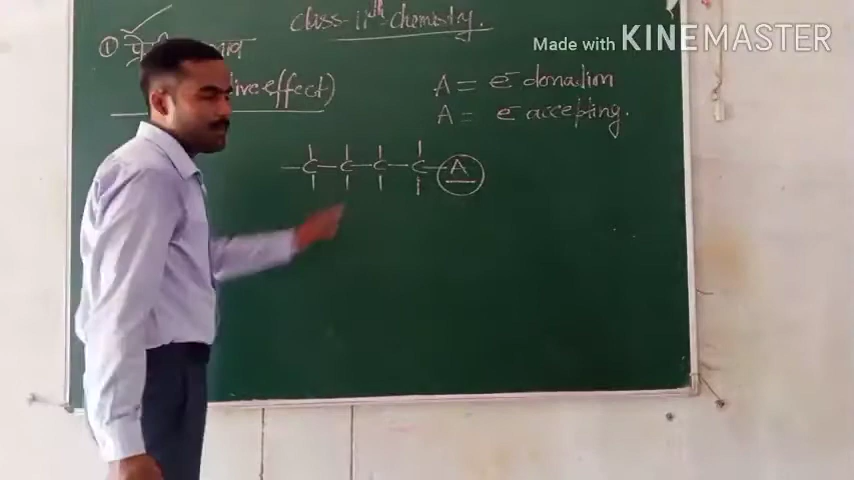 class-11th chemistry.
Made with KINEMASTER
①
ive effect)
A = e⁻ donation
A = e⁻ accepting.
—C—C—C—C—A